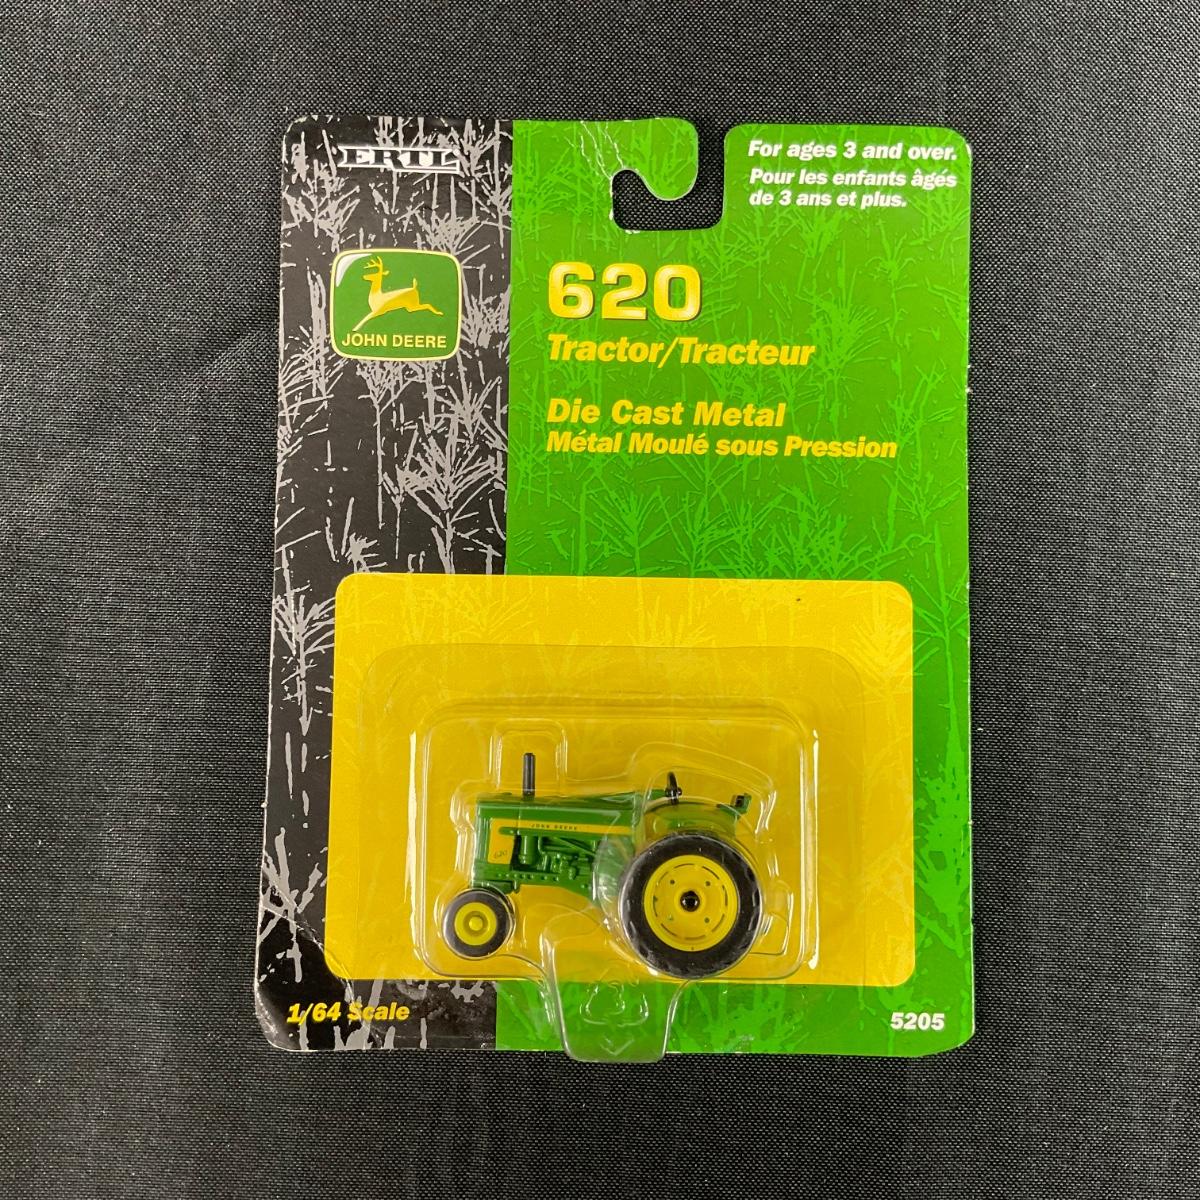 ERTL
For ages 3 and over.
Pour les enfants âgés
de 3 ans et plus.
JOHN DEERE
620
Tractor/Tracteur
Die Cast Metal
Métal Moulé sous Pression
JOHN DEERE
620
1/64 Scale
5205